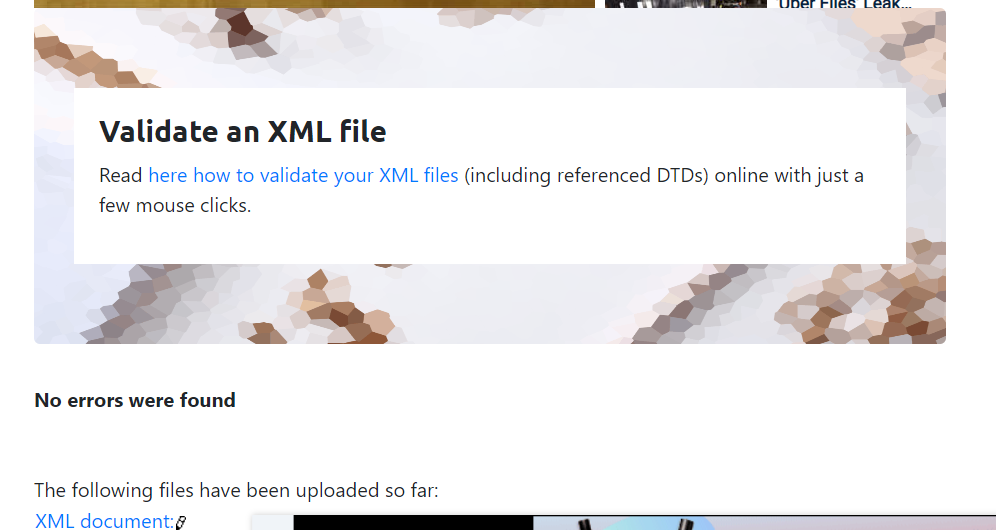 Uber Files 'Leak...
Validate an XML file
Read here how to validate your XML files (including referenced DTDs) online with just a
few mouse clicks.
No errors were found
The following files have been uploaded so far:
XML document: